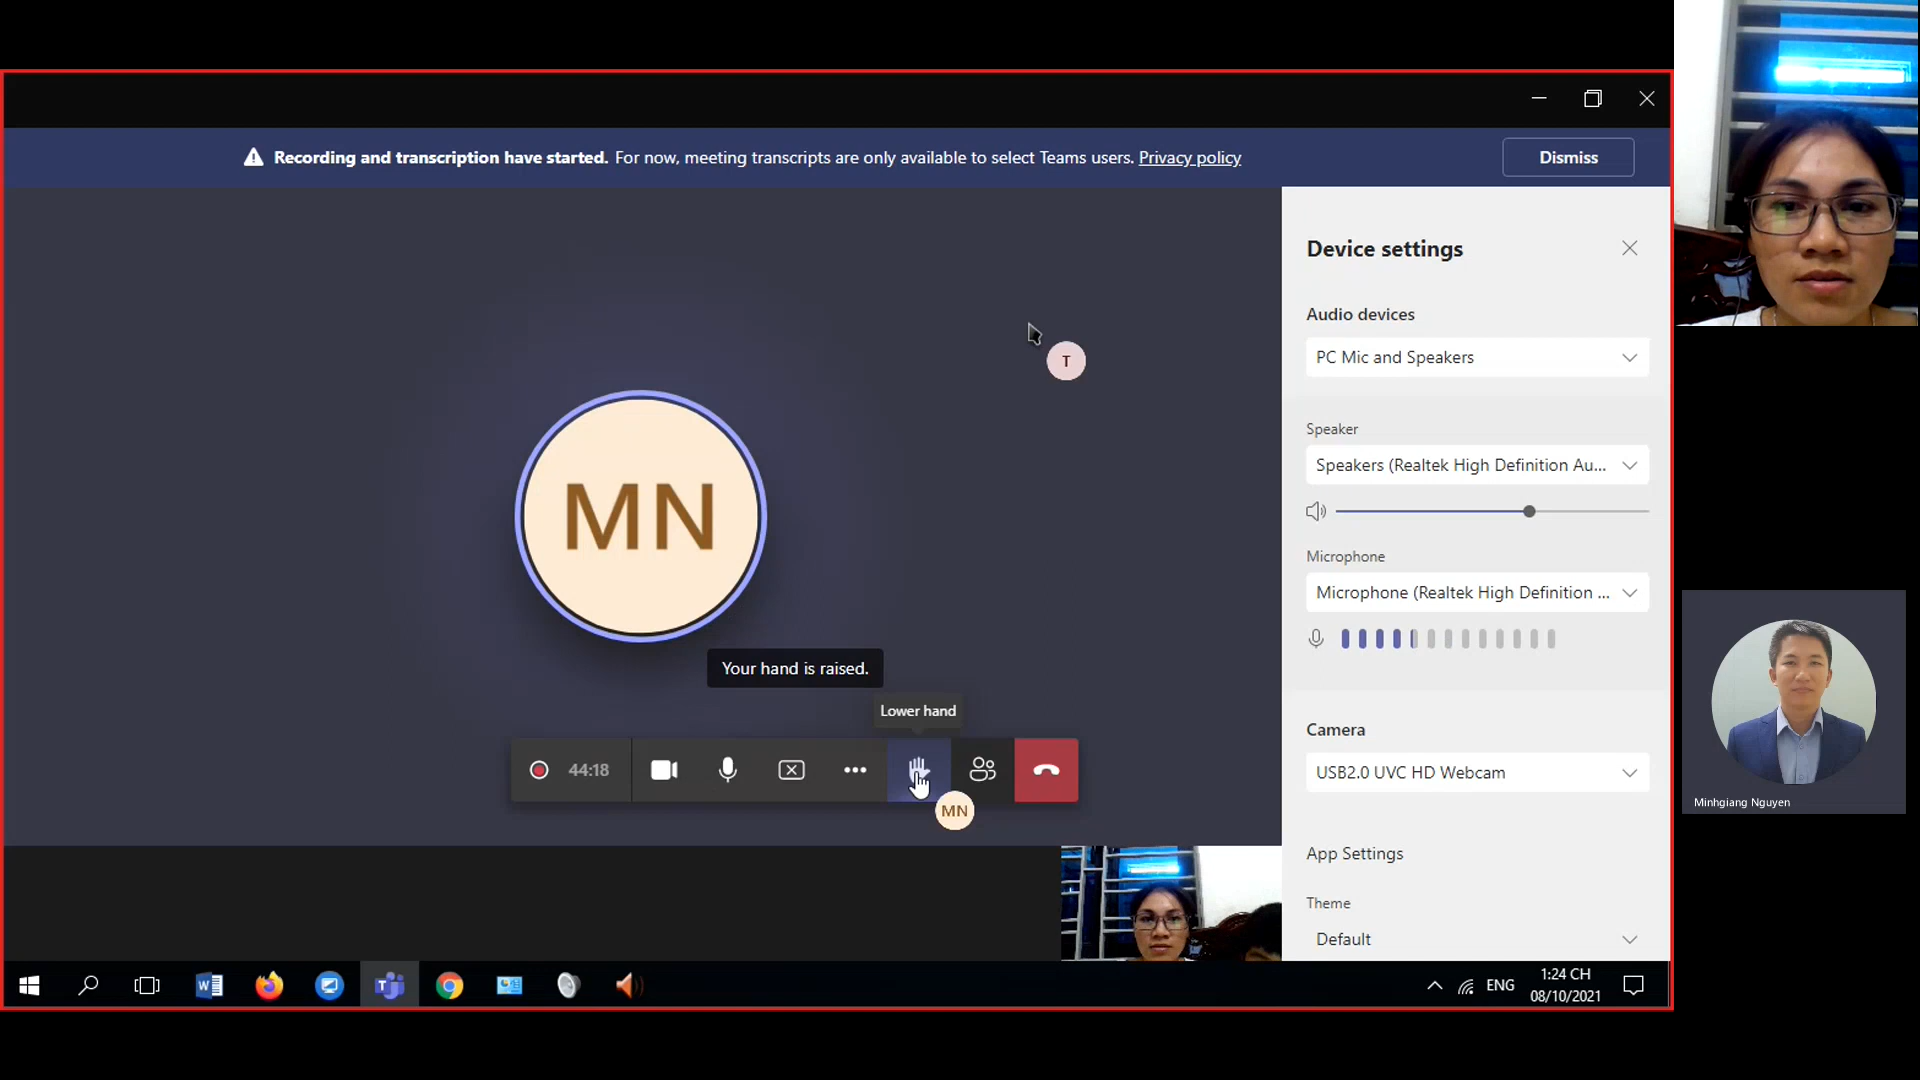 Recording and transcription have started. For now, meeting transcripts are only available to select Teams users. Privacy policy
Dismiss
Device settings
Audio devices
PC Mic and Speakers
T
Speaker
Speakers (Realtek High Definition Au...
MN
Microphone
Microphone (Realtek High Definition ...
Your hand is raised.
Lower hand
Camera
44:18
USB2.0 UVC HD Webcam
MN
Minhgiang Nguyen
App Settings
Theme
Default
ENG
1:24 CH
08/10/2021